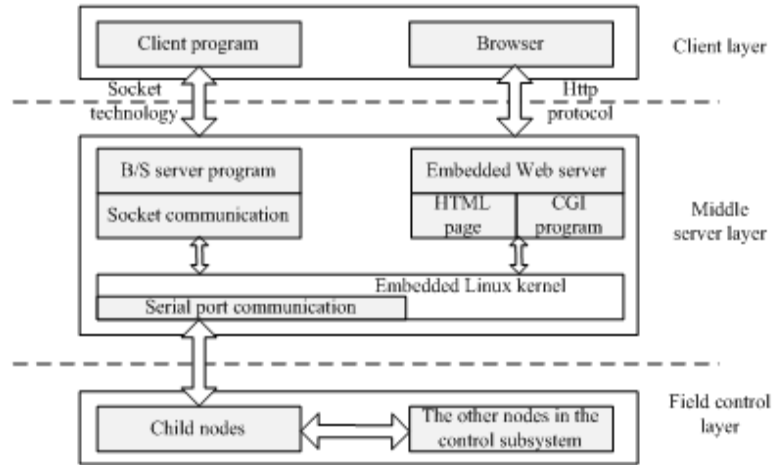 Client program
Browser
Client layer
Socket
technology
Http
protocol
B/S server program
Embedded Web server
Socket communication
HTML
page
CGI
program
Middle
server layer
Embedded Linux kernel
Serial port communication
Child nodes
The other nodes in the
control subsystem
Field control
layer